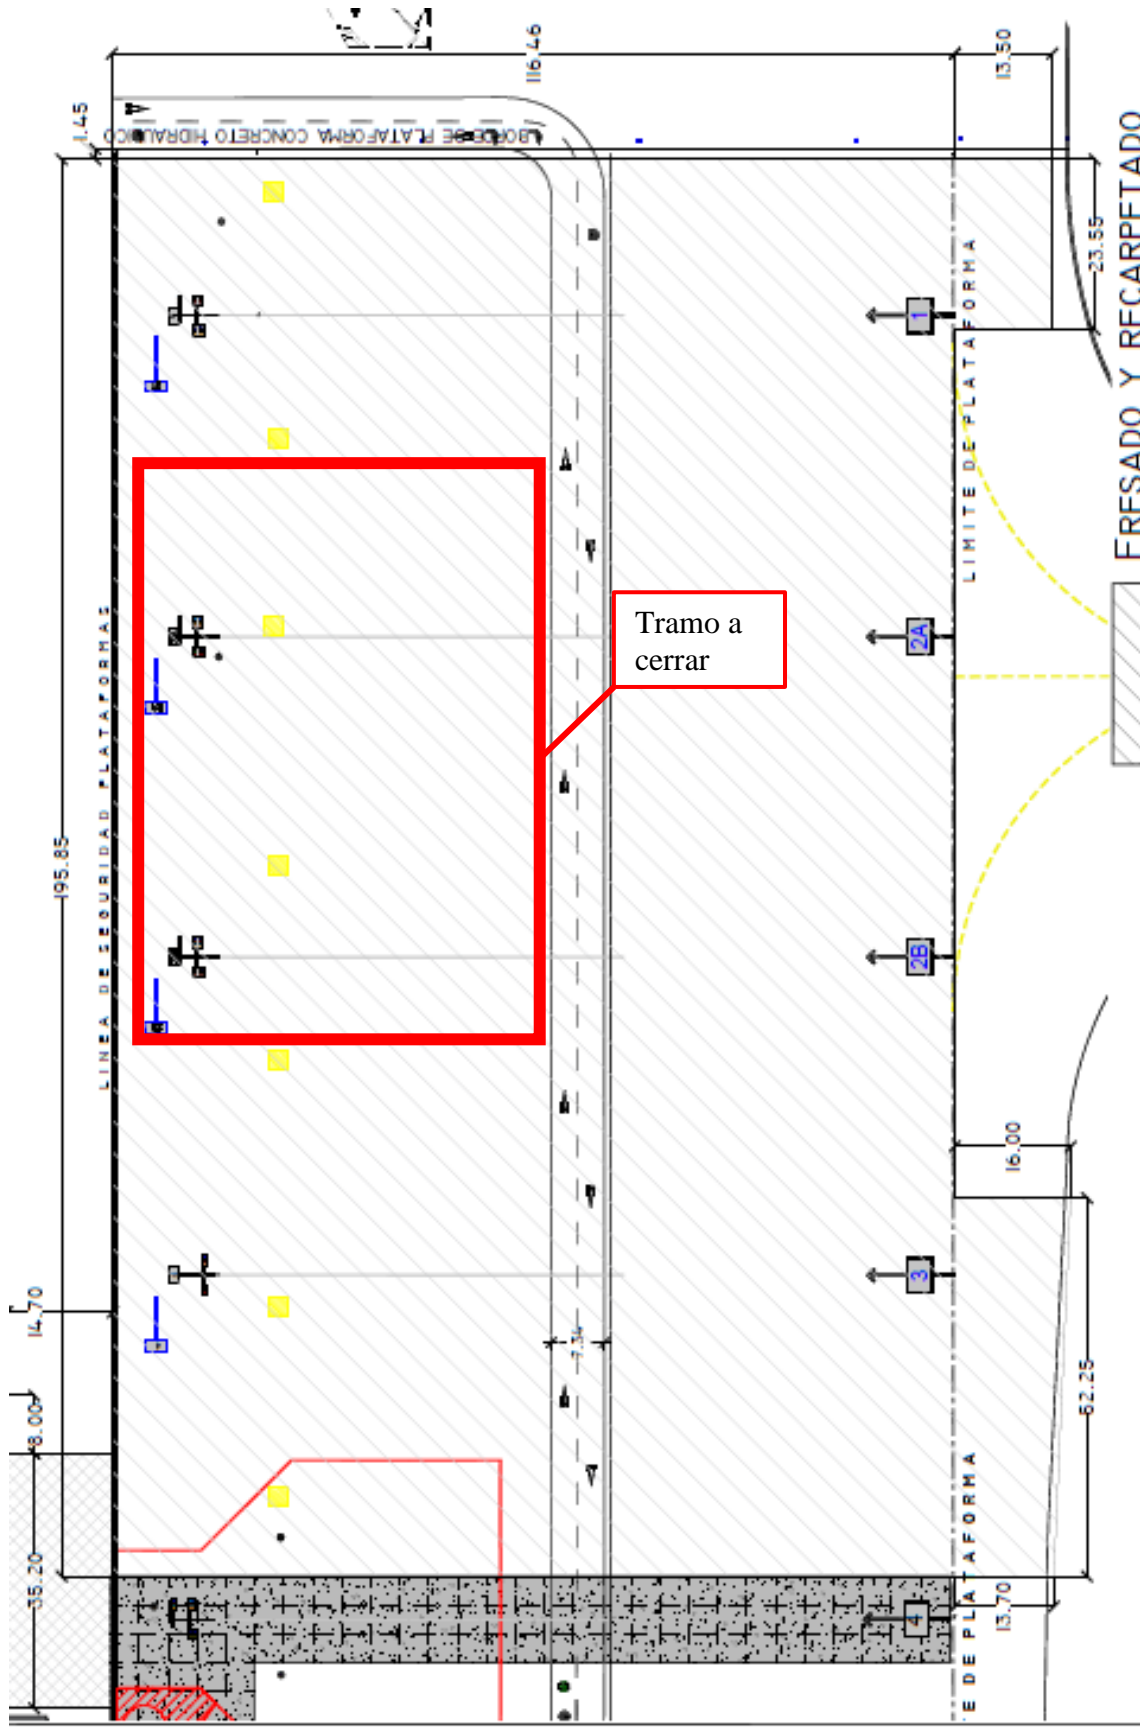 116.46
13.50
1.45
BORDE DE PLATAFORMA CONCRETO HIDRAULICO
23.55
FRESADO Y RECARPETADO
1
LIMITE DE PLATAFORMA
LINEA DE SEGURIDAD PLATAFORMAS
195.85
Tramo a
cerrar
2A
2B
16.00
3
14.70
7.34
62.25
8.00
35.20
E DE PLATAFORMA
13.70
4